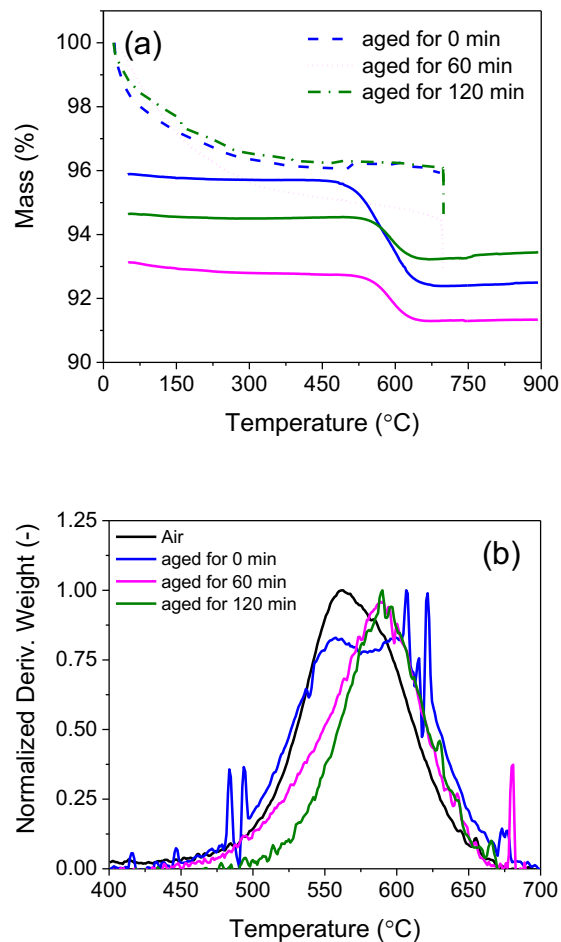 (a)
aged for 0 min
aged for 60 min
aged for 120 min
Mass (%)
100
98
96
94
92
90
0 150 300 450 600 750 900
Temperature (°C)
(b)
Air
aged for 0 min
aged for 60 min
aged for 120 min
Normalized Deriv. Weight (-)
1.25
1.00
0.75
0.50
0.25
0.00
400 450 500 550 600 650 700
Temperature (°C)